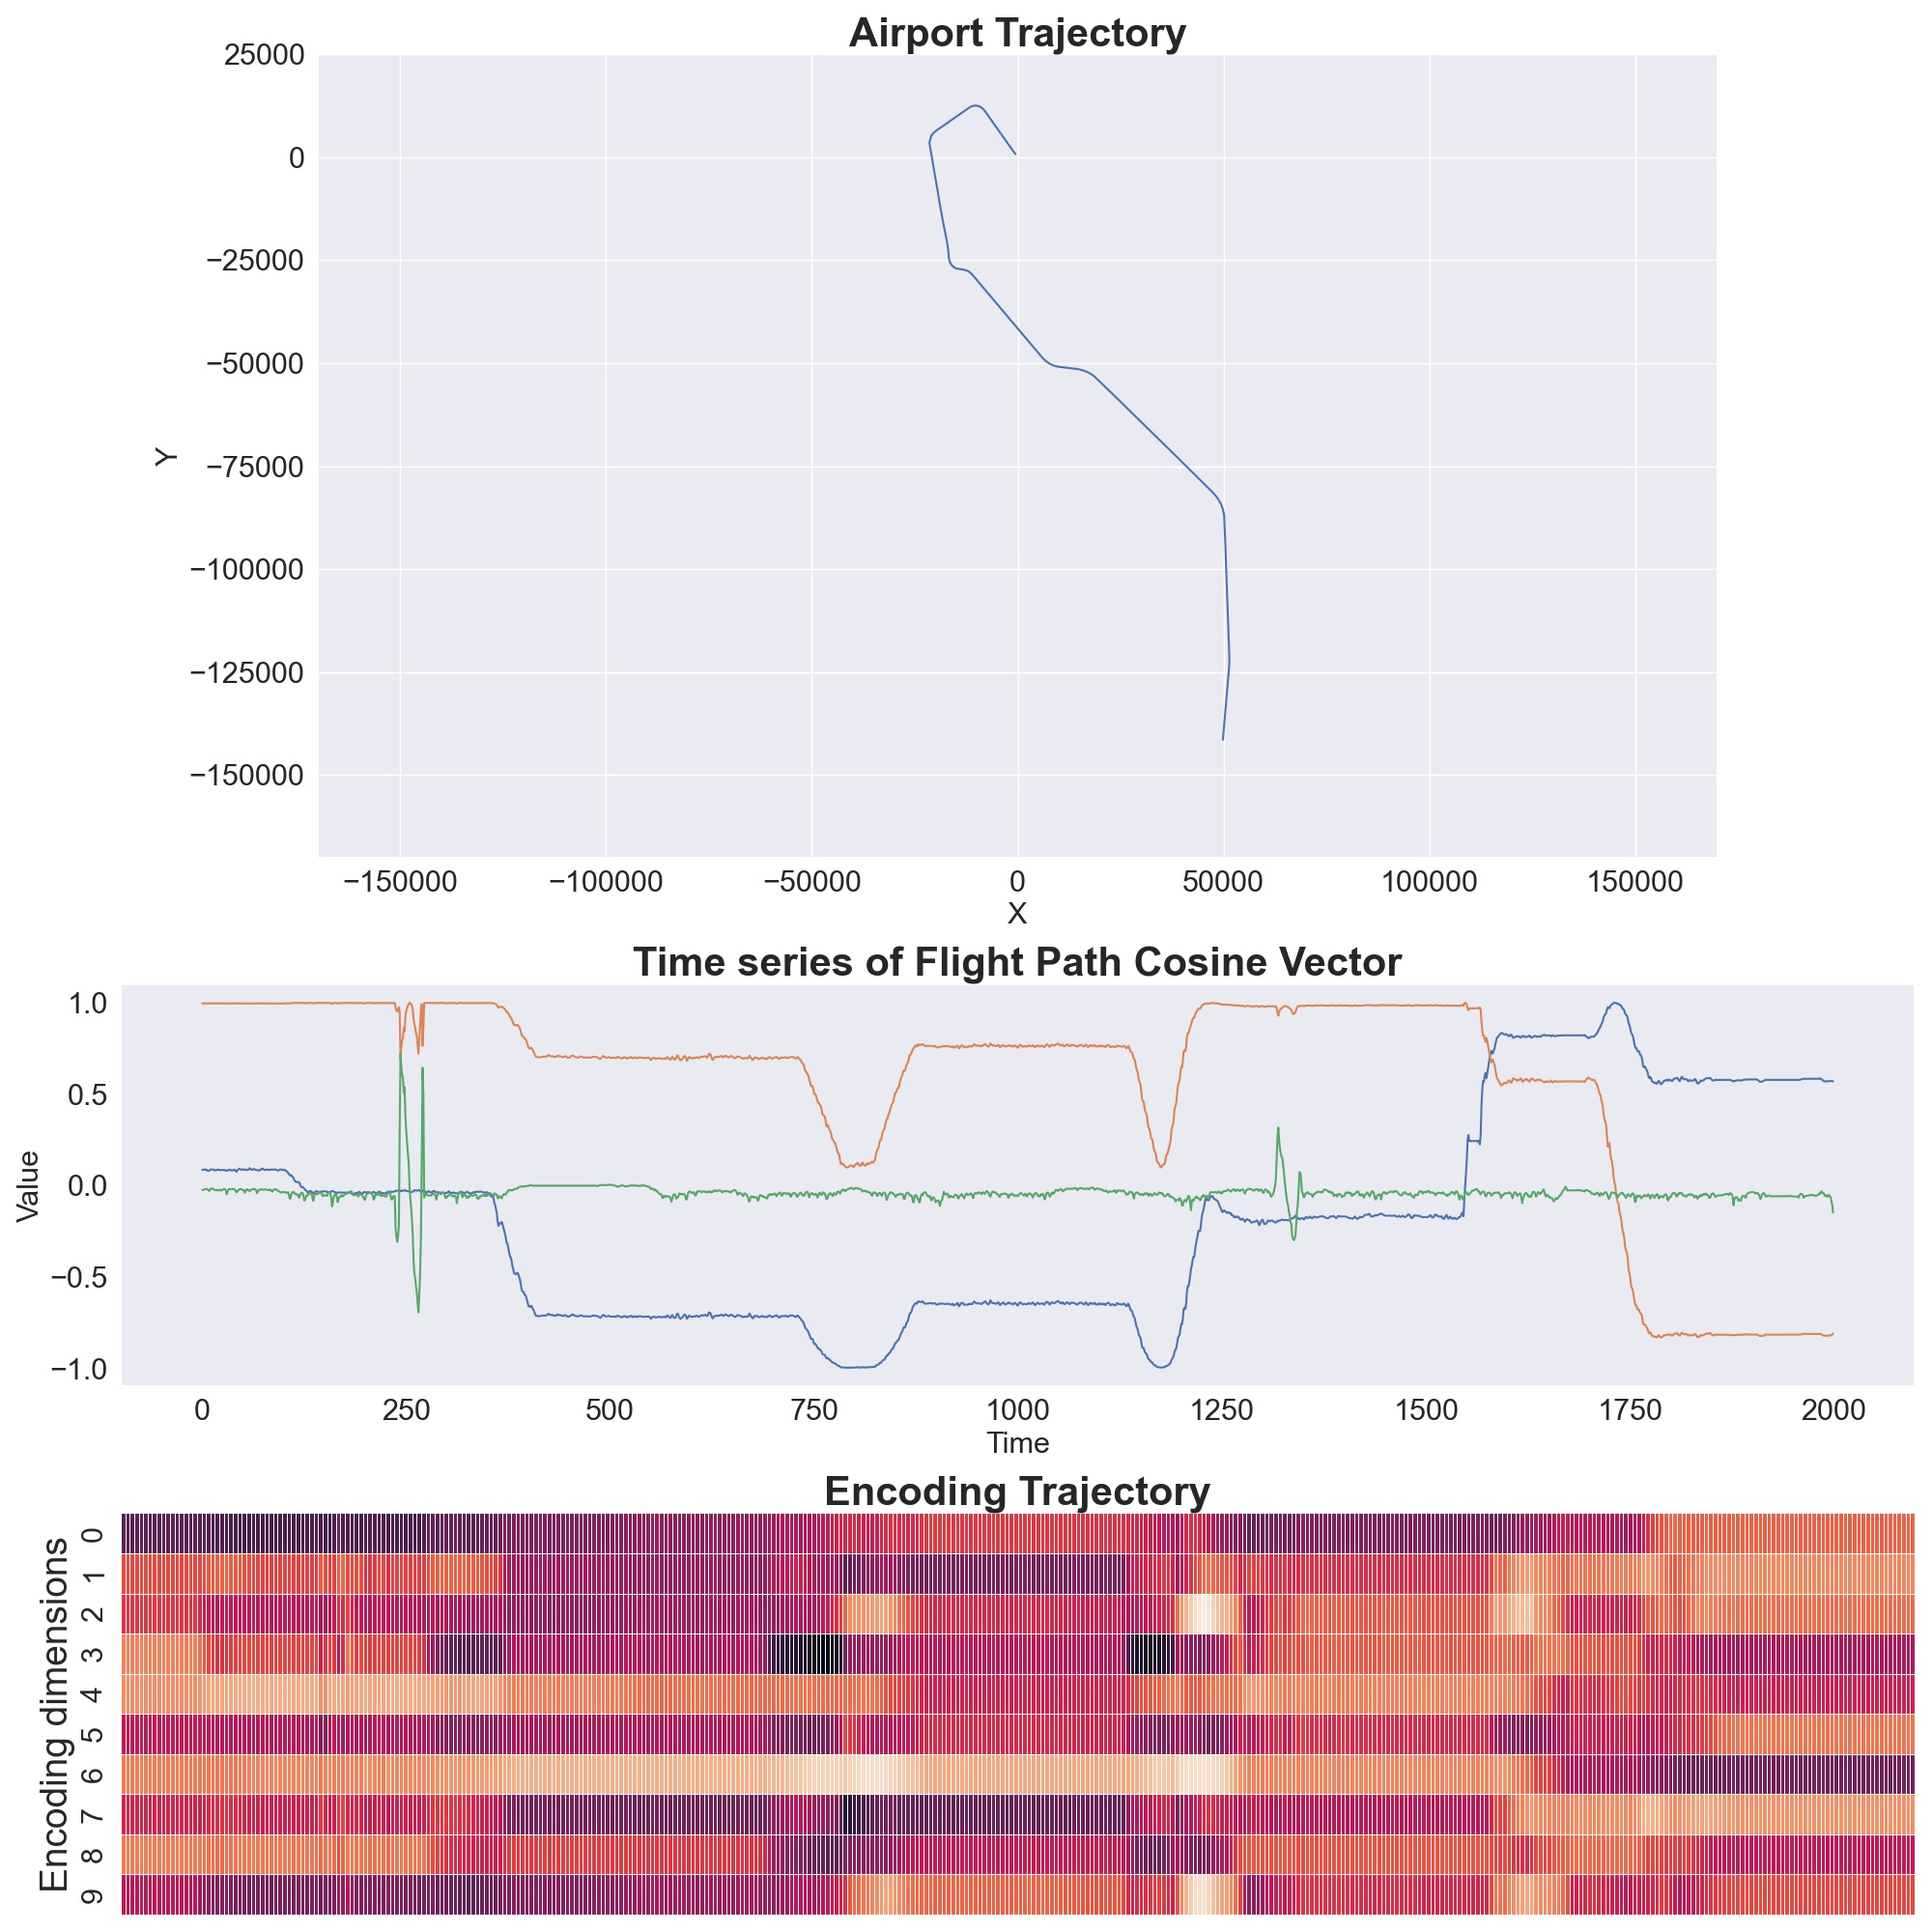 Airport Trajectory
25000
0
−25000
−50000
−75000
−100000
−125000
−150000
Y
−150000 −100000 −50000 0 50000 100000 150000
X
Time series of Flight Path Cosine Vector
1.0
0.5
0.0
−0.5
−1.0
Value
0 250 500 750 1000 1250 1500 1750 2000
Time
Encoding Trajectory
0
1
2
3
4
5
6
7
8
9
Encoding dimensions